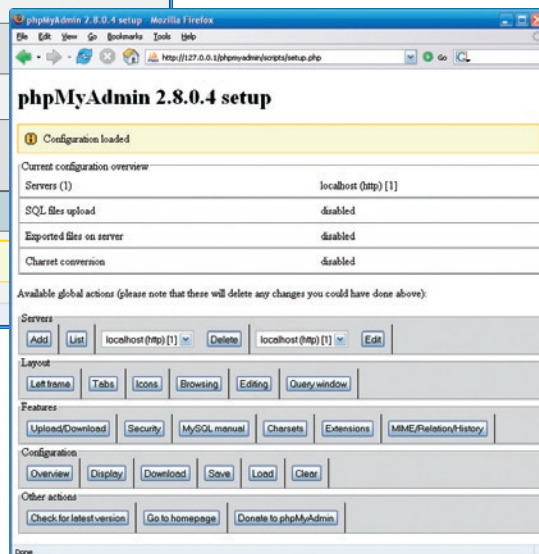 phpMyAdmin 2.8.0.4 setup - Mozilla Firefox
File Edit View Go Bookmarks Tools Help
http://127.0.0.1/phpmyadmin/scripts/setup.php Go
phpMyAdmin 2.8.0.4 setup
Configuration loaded
Current configuration overview
Servers (1) localhost (http) [1]
SQL files upload disabled
Exported files on server disabled
Charset conversion disabled
Available global actions (please note that these will delete any changes you could have done above):
Servers
Add List localhost (http) [1] Delete localhost (http) [1] Edit
Layout
Left frame Tabs Icons Browsing Editing Query window
Features
Upload/Download Security MySQL manual Charsets Extensions MIME/Relation/History
Configuration
Overview Display Download Save Load Clear
Other actions
Check for latest version Go to homepage Donate to phpMyAdmin
Done